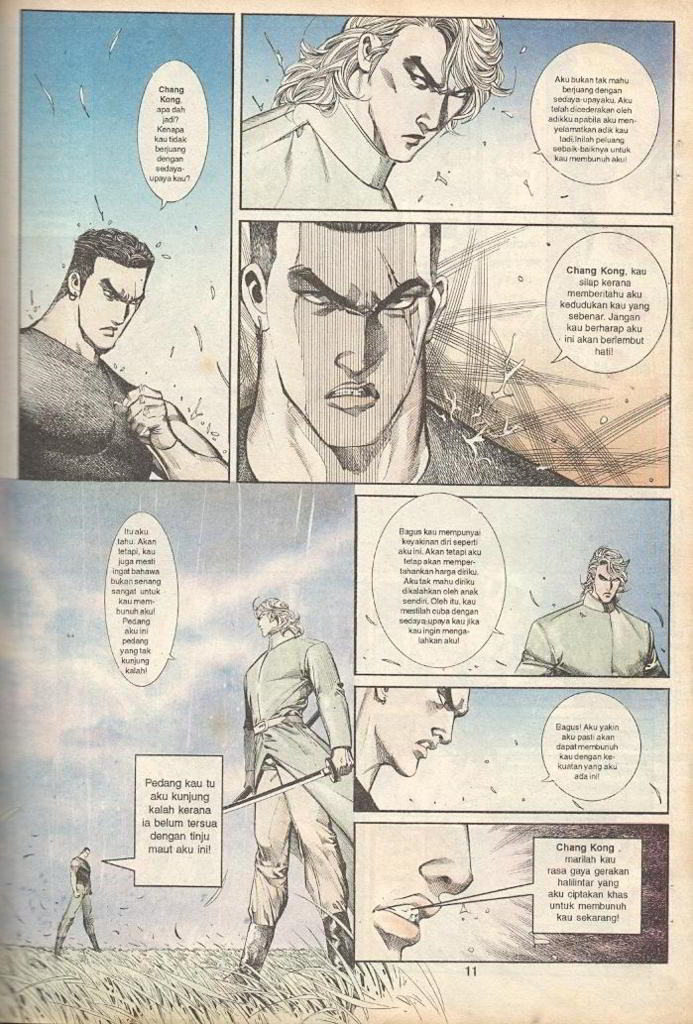 Chang
Kong,
apa dah
jadi?
Kenapa
kau tidak
berjuang
dengan
sedaya-
upaya kau?
Aku bukan tak mahu
berjuang dengan
sedaya-upayaku. Aku
telah dicederakan oleh
adikku apabila aku men-
yelamatkan adik kau
tadi.Inilah peluang
sebaik-baiknya untuk
kau membunuh aku!
Chang Kong, kau
silap kerana
memberitahu aku
kedudukan kau yang
sebenar. Jangan
kau berharap aku
ini akan berlembut
hati!
Itu aku
tahu. Akan
tetapi, kau
juga mesti
ingat bahawa
bukan senang
sangat untuk
kau mem-
bunuh aku!
Pedang
aku ini
pedang
yang tak
kunjung
kalah!
Pedang kau tu
aku kunjung
kalah kerana
ia belum tersua
dengan tinju
maut aku ini!
Bagus kau mempunyai
keyakinan diri seperti
aku ini. Akan tetapi aku
tetap akan memper-
tahankan harga diriku.
Aku tak mahu diriku
dikalahkan oleh anak
sendiri. Oleh itu, kau
mestilah cuba dengan
sedaya-upaya kau jika
kau ingin menga-
lahkan aku!
Bagus! Aku yakin
aku pasti akan
dapat membunuh
kau dengan ke-
kuatan yang aku
ada ini!
Chang Kong ,
marilah kau
rasa gaya gerakan
halilintar yang
aku ciptakan khas
untuk membunuh
kau sekarang!
11